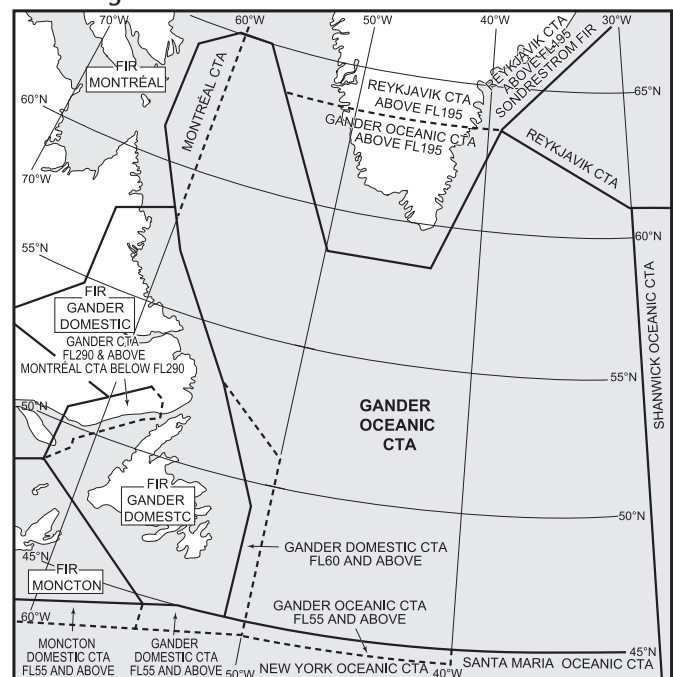 70°W
60°W
50°W
40°W
30°W
FIR
MONTRÉAL
MONTRÉAL CTA
REYKJAVIK CTA
ABOVE FL195
SONDRESTROM FIR
REYKJAVIK CTA
ABOVE FL195
GANDER OCEANIC CTA
ABOVE FL195
65°N
60°N
REYKJAVIK CTA
70°W
60°N
55°N
SHANWICK OCEANIC CTA
FIR
GANDER
DOMESTIC
GANDER CTA
FL290 & ABOVE
MONTRÉAL CTA BELOW FL290
55°N
50°N
GANDER
OCEANIC
CTA
FIR
GANDER
DOMESTC
50°N
45°N
FIR
MONCTON
GANDER DOMESTIC CTA
FL60 AND ABOVE
60°W
GANDER OCEANIC CTA
FL55 AND ABOVE
MONCTON
DOMESTIC CTA
FL55 AND ABOVE
GANDER
DOMESTIC CTA
FL55 AND ABOVE
50°W
NEW YORK OCEANIC CTA
40°W
SANTA MARIA OCEANIC CTA
45°N